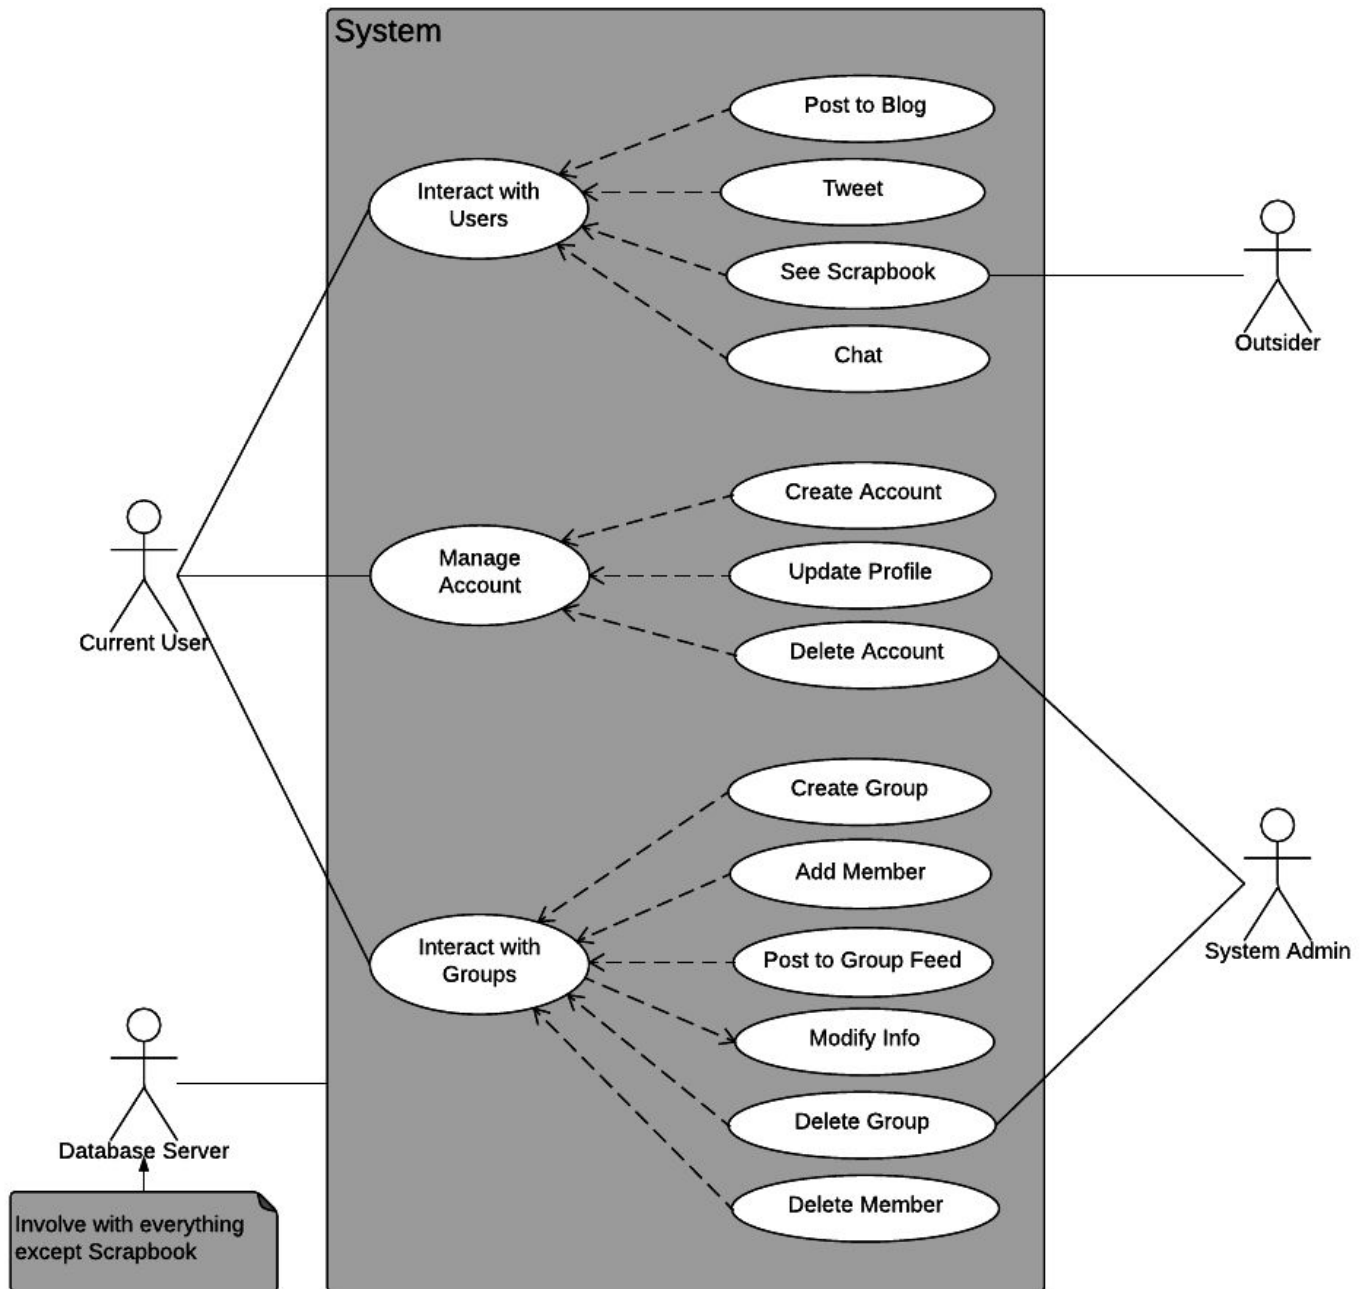 System
Post to Blog
Interact with
Users
Tweet
See Scrapbook
Chat
Outsider
Create Account
Manage
Account
Update Profile
Delete Account
Current User
Create Group
Add Member
Interact with
Groups
Post to Group Feed
System Admin
Modify Info
Delete Group
Database Server
Delete Member
Involve with everything
except Scrapbook